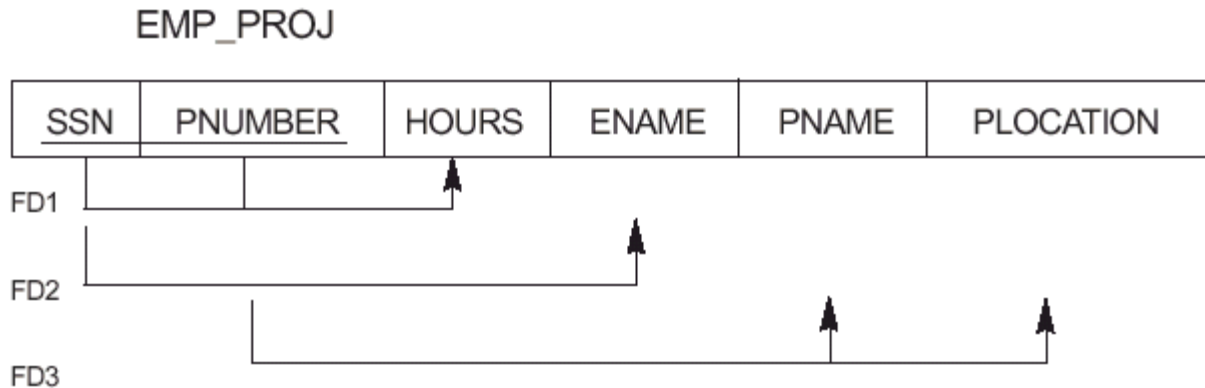 EMP_PROJ
SSN PNUMBER HOURS ENAME PNAME PLOCATION
FD1
FD2
FD3